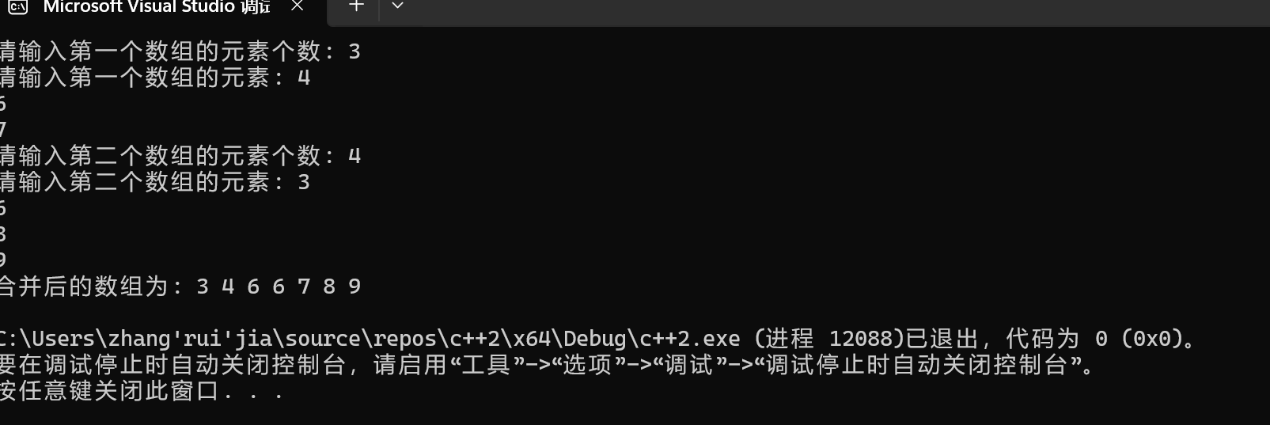 Microsoft Visual Studio 调试
请输入第一个数组的元素个数: 3
请输入第一个数组的元素: 4
6
7
请输入第二个数组的元素个数: 4
请输入第二个数组的元素: 3
6
8
9
合并后的数组为: 3 4 6 6 7 8 9
C:\Users\zhang'rui'jia\source\repos\c++2\x64\Debug\c++2.exe (进程 12088)已退出，代码为 0 (0x0)。
要在调试停止时自动关闭控制台，请启用“工具”->“选项”->“调试”->“调试停止时自动关闭控制台”。
按任意键关闭此窗口. . .